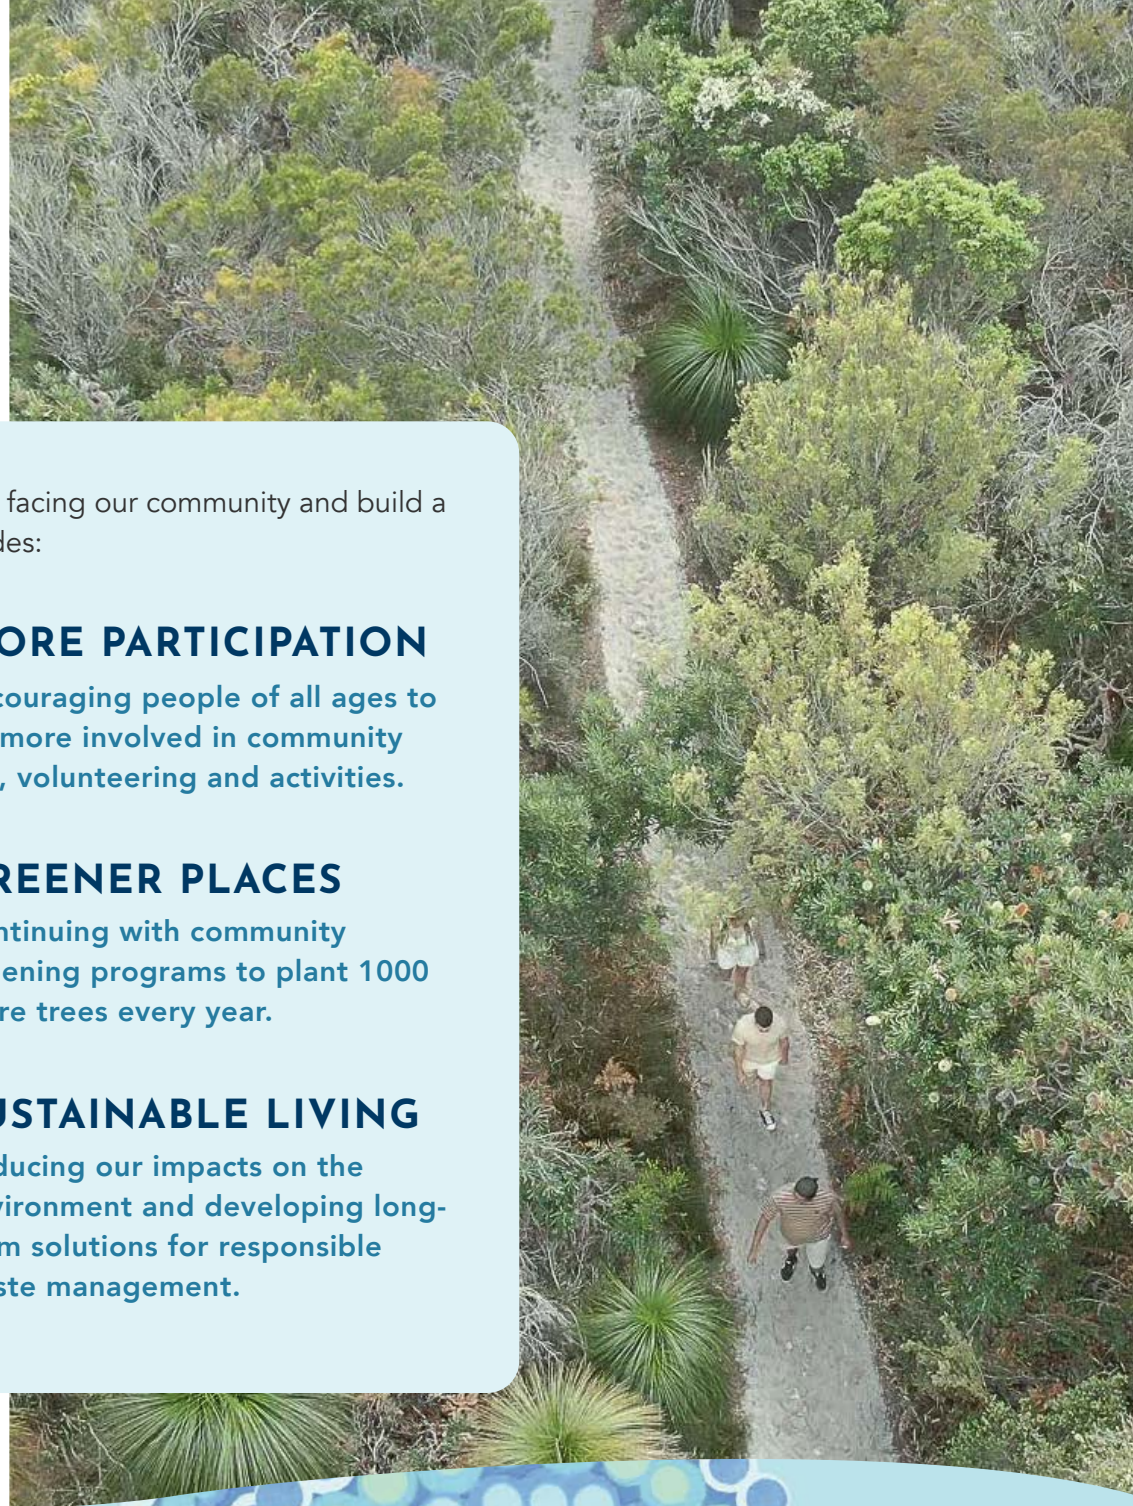 facing our community and build a
des:
ORE PARTICIPATION
couraging people of all ages to
more involved in community
, volunteering and activities.
REENER PLACES
ntinuing with community
ening programs to plant 1000
re trees every year.
USTAINABLE LIVING
ducing our impacts on the
vironment and developing long-
m solutions for responsible
ste management.